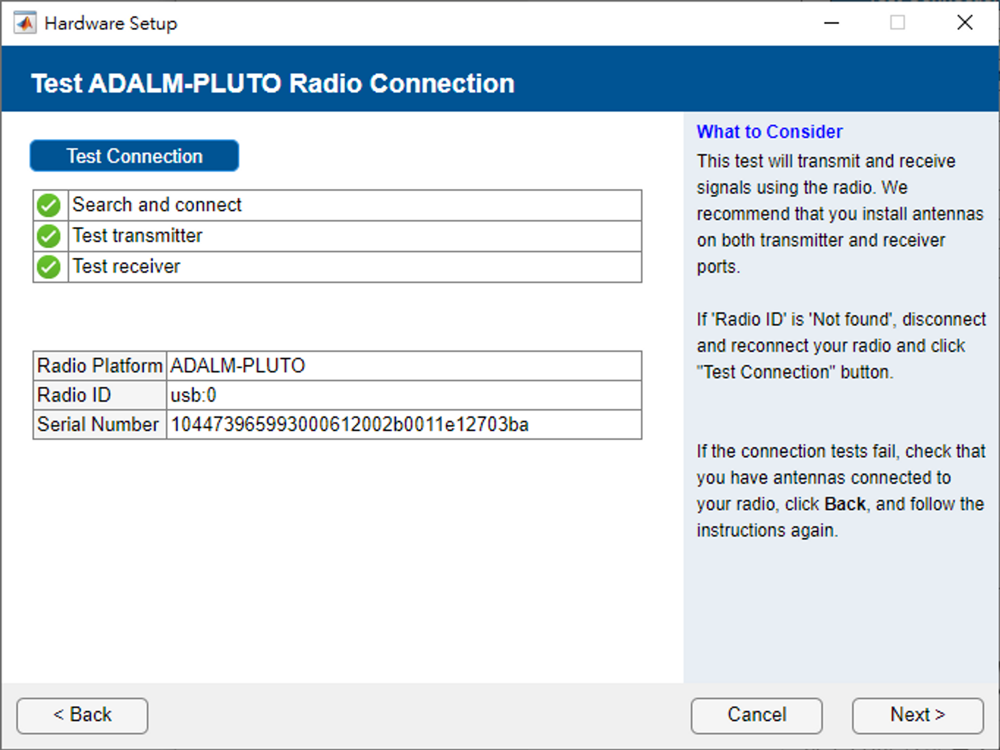 Hardware Setup
Test ADALM-PLUTO Radio Connection
Test Connection
Search and connect
Test transmitter
Test receiver
Radio Platform ADALM-PLUTO
Radio ID usb:0
Serial Number 104473965993000612002b0011e12703ba
What to Consider
This test will transmit and receive
signals using the radio. We
recommend that you install antennas
on both transmitter and receiver
ports.
If 'Radio ID' is 'Not found', disconnect
and reconnect your radio and click
"Test Connection" button.
If the connection tests fail, check that
you have antennas connected to
your radio, click Back, and follow the
instructions again.
< Back
Cancel
Next >